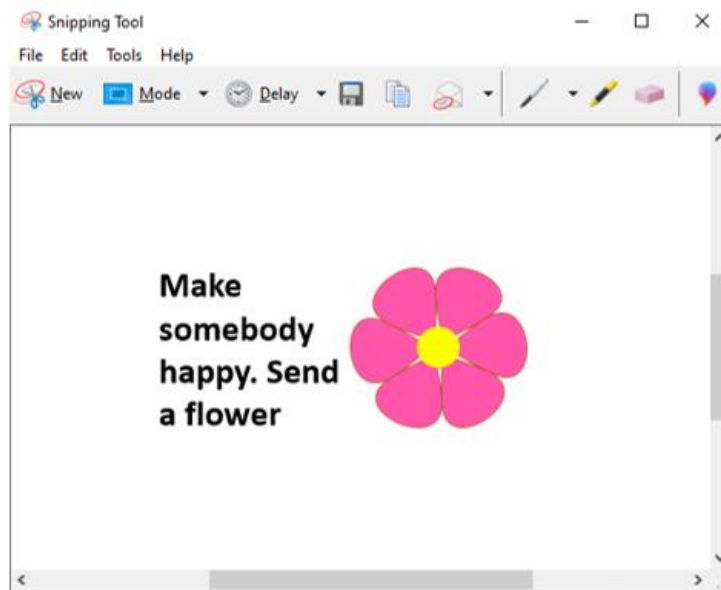 Snipping Tool
File Edit Tools Help
New Mode Delay
Make
somebody
happy. Send
a flower